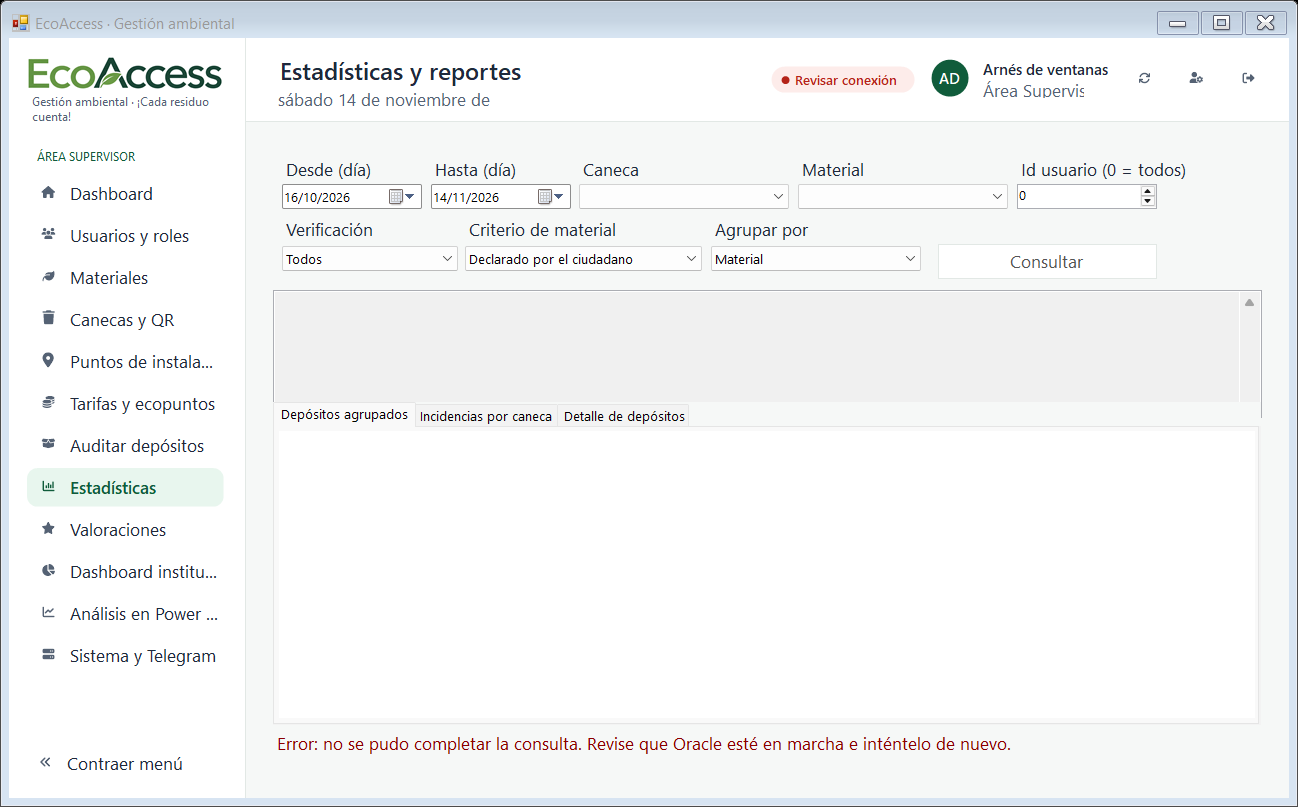 EcoAccess · Gestión ambiental
EcoAccess
Gestión ambiental · ¡Cada residuo
cuenta!
ÁREA SUPERVISOR
Dashboard
Usuarios y roles
Materiales
Canecas y QR
Puntos de instala...
Tarifas y ecopuntos
Auditar depósitos
Estadísticas
Valoraciones
Dashboard institu...
Análisis en Power ...
Sistema y Telegram
Contraer menú
Estadísticas y reportes
sábado 14 de noviembre de
Revisar conexión
AD
Arnés de ventanas
Área Supervis
Desde (día)
Hasta (día)
Caneca
Material
Id usuario (0 = todos)
16/10/2026
14/11/2026
0
Verificación
Criterio de material
Agrupar por
Todos
Declarado por el ciudadano
Material
Consultar
Depósitos agrupados
Incidencias por caneca
Detalle de depósitos
Error: no se pudo completar la consulta. Revise que Oracle esté en marcha e inténtelo de nuevo.